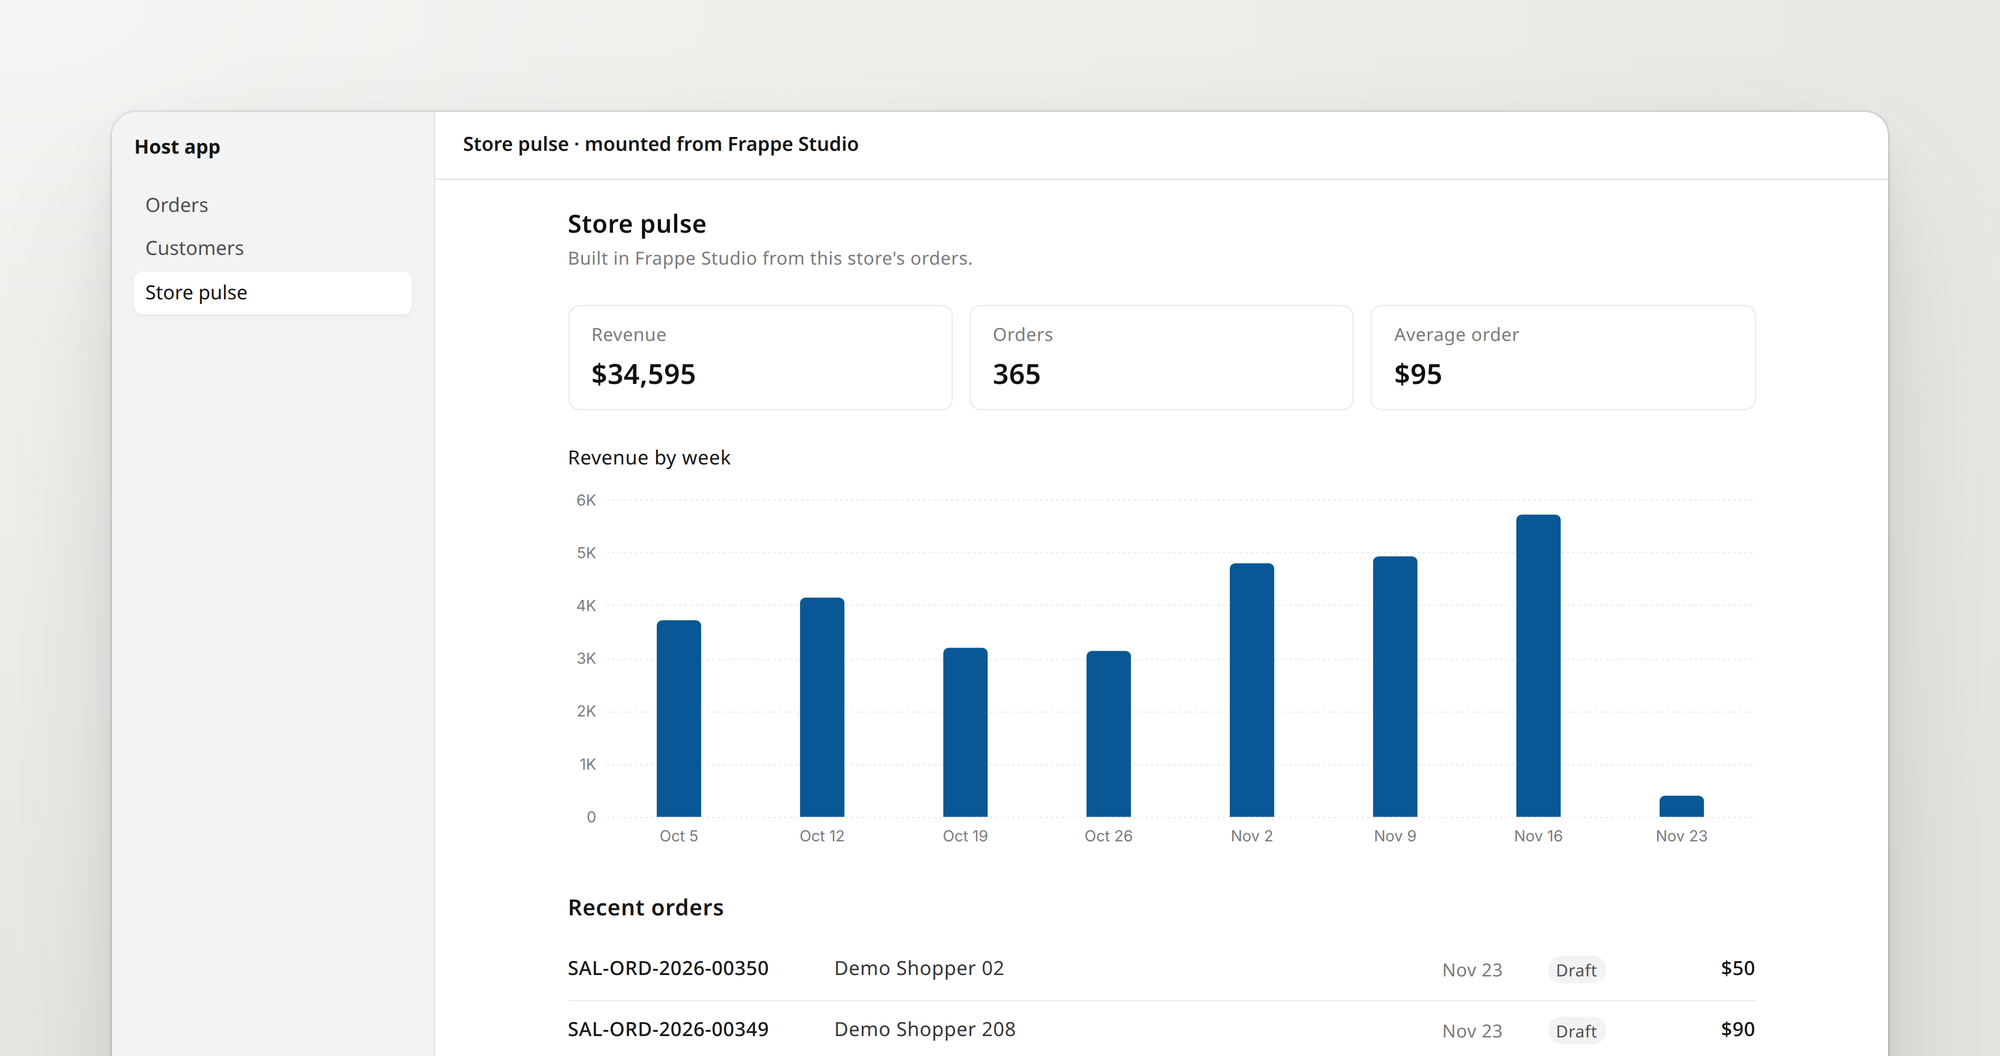 Host app
Orders
Customers
Store pulse
Store pulse · mounted from Frappe Studio
Store pulse
Built in Frappe Studio from this store's orders.
Revenue
$34,595
Orders
365
Average order
$95
Revenue by week
6K
5K
4K
3K
2K
1K
0
Oct 5 Oct 12 Oct 19 Oct 26 Nov 2 Nov 9 Nov 16 Nov 23
Recent orders
SAL-ORD-2026-00350 Demo Shopper 02 Nov 23 Draft $50
SAL-ORD-2026-00349 Demo Shopper 208 Nov 23 Draft $90